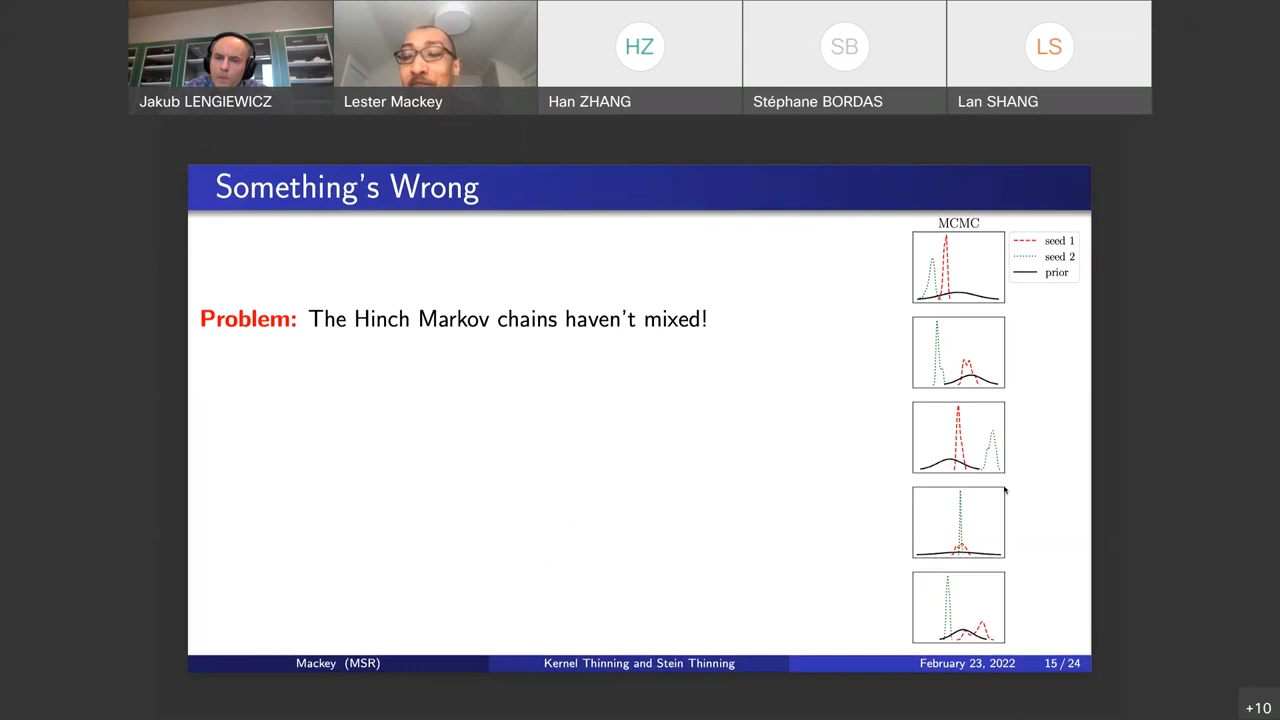 HZ
SB
LS
Jakub LENGIEWICZ
Lester Mackey
Han ZHANG
Stéphane BORDAS
Lan SHANG
Something's Wrong
MCMC
seed 1
seed 2
prior
Problem: The Hinch Markov chains haven't mixed!
Mackey (MSR)
Kernel Thinning and Stein Thinning
February 23, 2022
15 / 24
+10